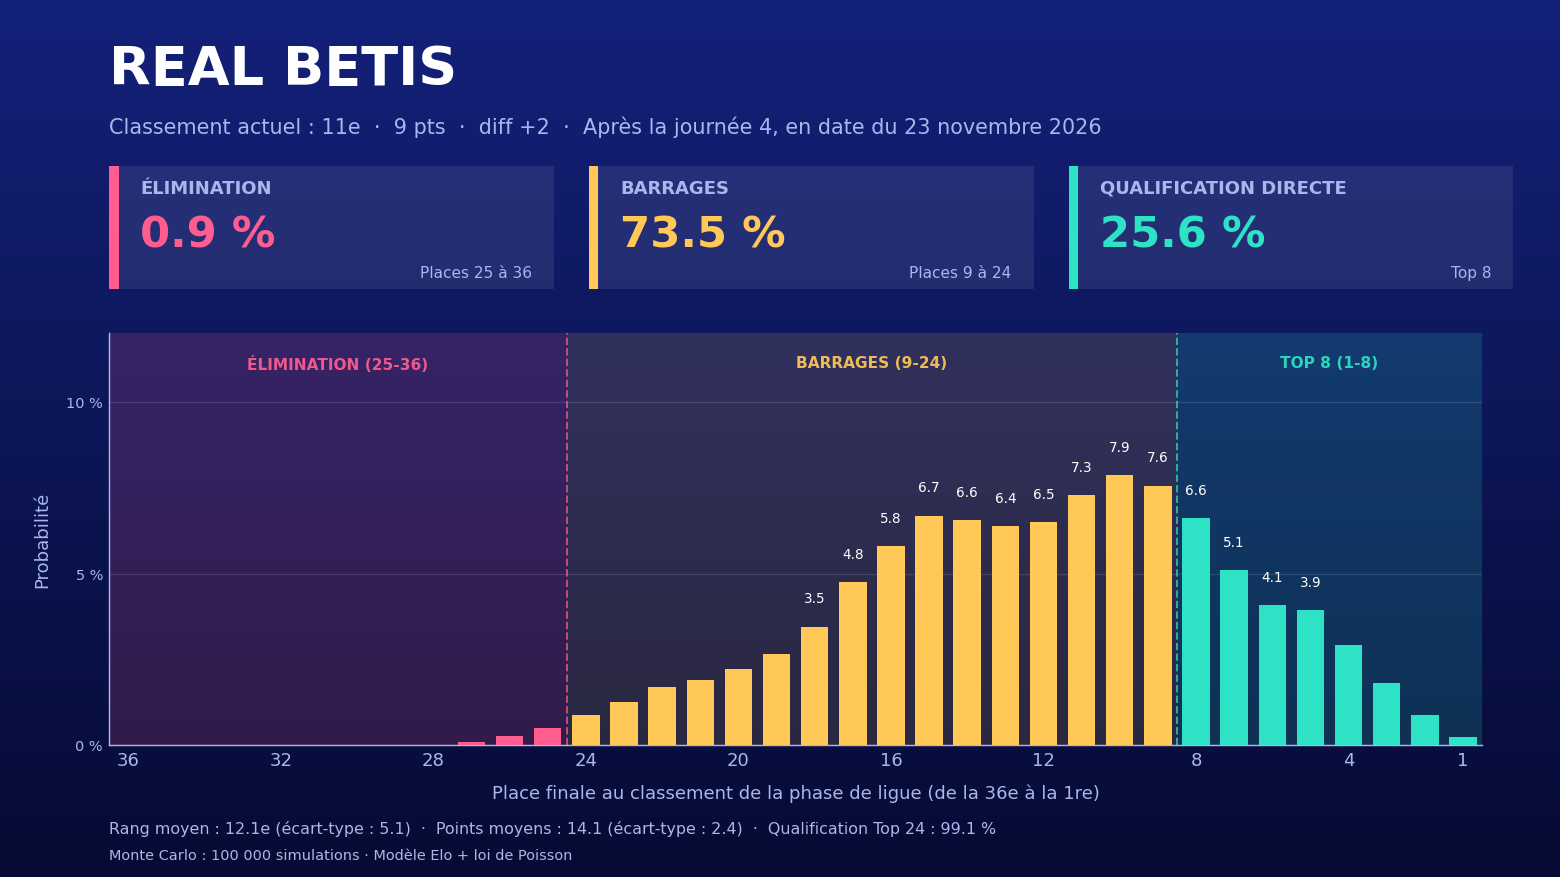 REAL BETIS
Classement actuel : 11e · 9 pts · diff +2 · Après la journée 4, en date du 23 novembre 2026
ÉLIMINATION
0.9 %
Places 25 à 36
BARRAGES
73.5 %
Places 9 à 24
QUALIFICATION DIRECTE
25.6 %
Top 8
ÉLIMINATION (25-36)
BARRAGES (9-24)
TOP 8 (1-8)
Probabilité
10 %
5 %
0 %
3.5
4.8
5.8
6.7
6.6
6.4
6.5
7.3
7.9
7.6
6.6
5.1
4.1
3.9
36 32 28 24 20 16 12 8 4 1
Place finale au classement de la phase de ligue (de la 36e à la 1re)
Rang moyen : 12.1e (écart-type : 5.1) · Points moyens : 14.1 (écart-type : 2.4) · Qualification Top 24 : 99.1 %
Monte Carlo : 100 000 simulations · Modèle Elo + loi de Poisson